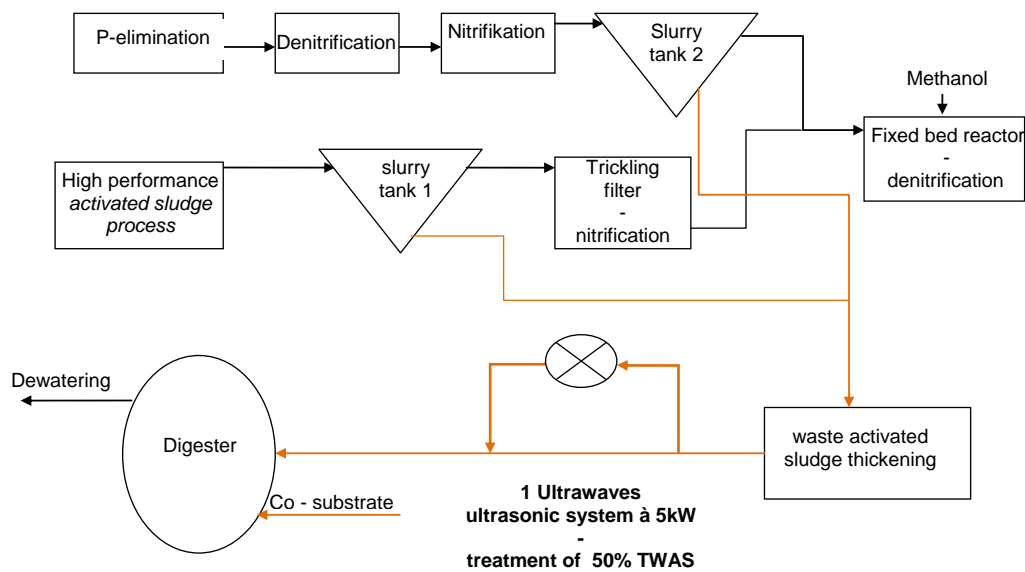 P-elimination
Denitrification
Nitrifikation
Slurry
tank 2
Methanol
Fixed bed reactor
-
denitrification
High performance
activated sludge
process
slurry
tank 1
Trickling
filter
-
nitrification
Dewatering
Digester
Co - substrate
waste activated
sludge thickening
1 Ultrawaves
ultrasonic system à 5kW
-
treatment of 50% TWAS